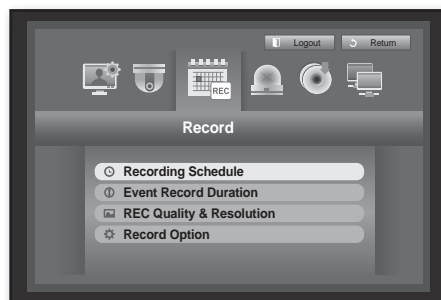 Logout
Return
REC
Record
Recording Schedule
Event Record Duration
REC Quality & Resolution
Record Option